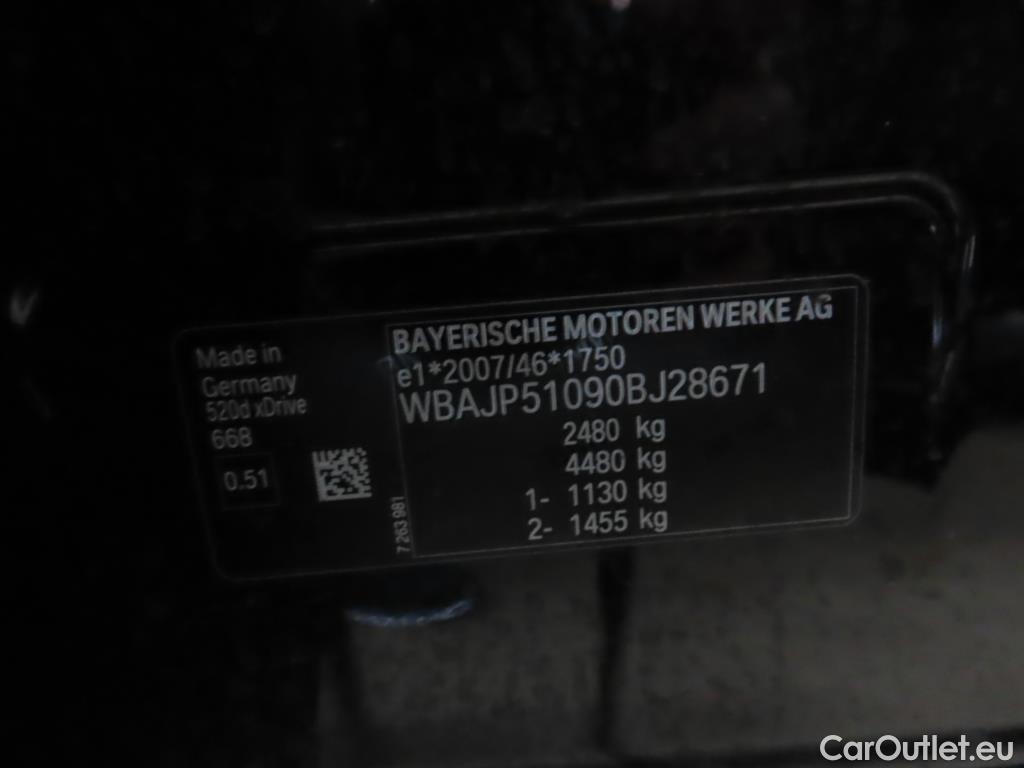 Made in
Germany
520d xDrive
668
0.51
7 263 981
BAYERISCHE MOTOREN WERKE AG
e1*2007/46*1750
WBAJP51090BJ28671
2480 kg
4480 kg
1- 1130 kg
2- 1455 kg
CarOutlet.eu